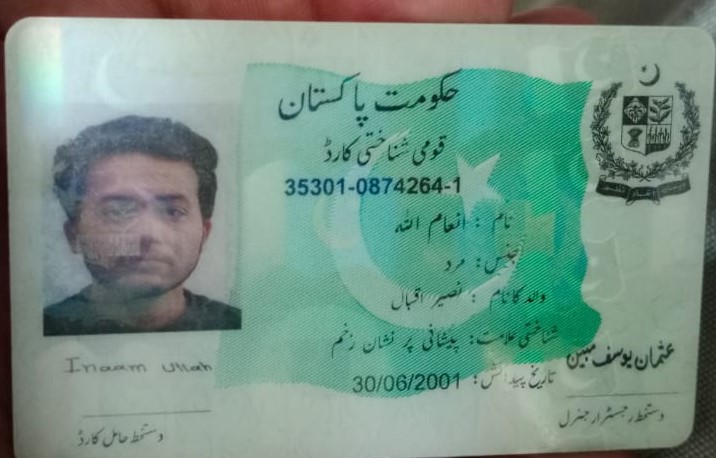 حکومت پاکستان
قومی شناختی کارڈ
35301-0874264-1
نام : انعام اللہ
جنس: مرد
والد کا نام : نصیر اقبال
شناختی علامت: پیشانی پر نشان زخم
تاریخ پیدائش: 30/06/2001
Inaam Ullah
دستخط حامل کارڈ
عثمان یوسف مبین
دستخط رجسٹرار جنرل